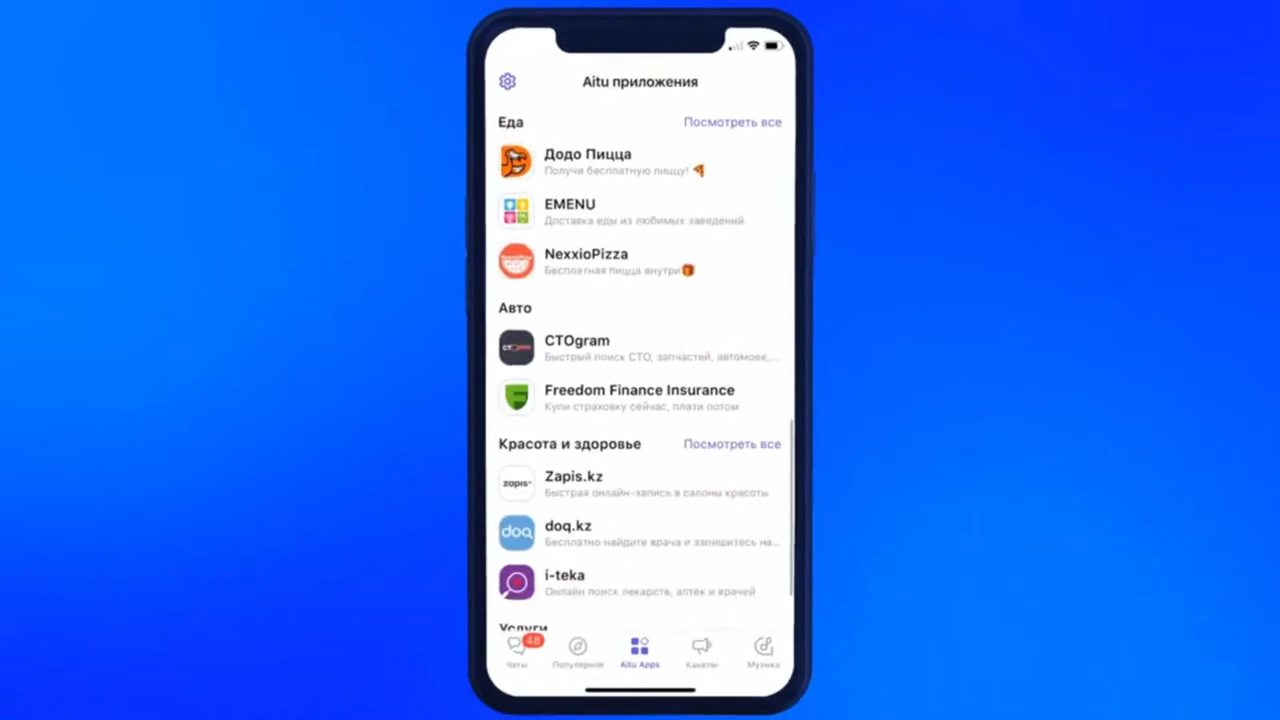 Aitu приложения
Еда
Посмотреть все
Додо Пицца
Получи бесплатную пиццу! 🍕
EMENU
Доставка еды из любимых заведений
NexxioPizza
Бесплатная пицца внутри🎁
Авто
CTOgram
Быстрый поиск СТО, запчастей, автомоек,...
Freedom Finance Insurance
Купи страховку сейчас, плати потом
Красота и здоровье
Посмотреть все
zapis
Zapis.kz
Быстрая онлайн-запись в салоны красоты
doq
doq.kz
Бесплатно найдите врача и запишитесь на...
i-teka
Онлайн поиск лекарств, аптек и врачей
Услуги
48
Чаты
Популярное
Aitu Apps
Каналы
Музыка